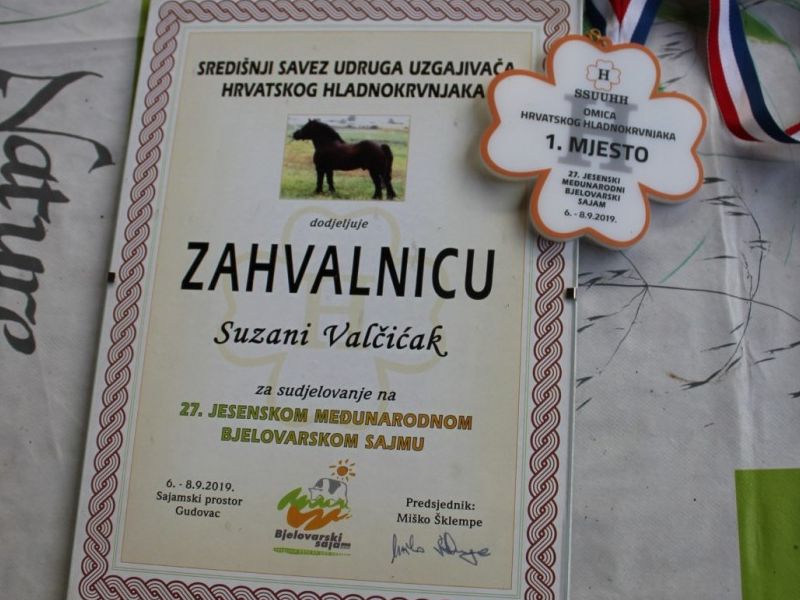 SREDIŠNJI SAVEZ UDRUGA UZGAJIVAČA
HRVATSKOG HLADNOKRVNJAKA
dodjeljuje
ZAHVALNICU
Suzani Valčićak
za sudjelovanje na
27. JESENSKOM MEĐUNARODNOM
BJELOVARSKOM SAJMU
6. - 8.9.2019.
Sajamski prostor
Gudovac
Bjelovarski
sajam
Predsjednik:
Miško Šklempe
H
SSUUHH
OMICA
HRVATSKOG HLADNOKRVNJAKA
1. MJESTO
27. JESENSKI
MEĐUNARODNI
BJELOVARSKI
SAJAM
6. - 8.9.2019.
Natura